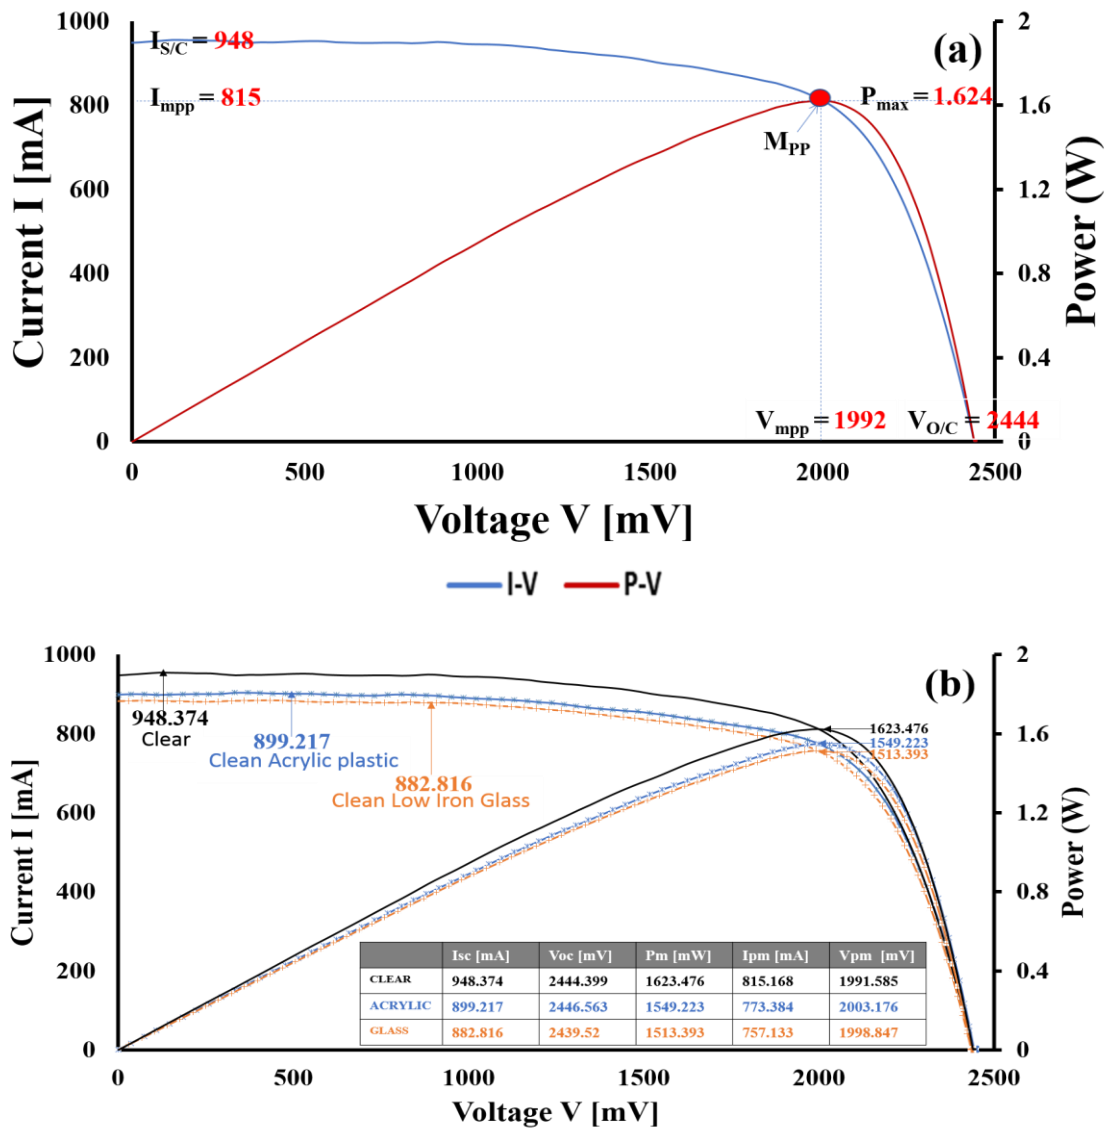 1000
800
600
400
200
0
Current I [mA]
I S/C = 948
I mpp = 815
(a)
P max = 1.624
M PP
V mpp = 1992
V O/C = 2444
2
1.6
1.2
0.8
0.4
0
Power (W)
0 500 1000 1500 2000 2500
Voltage V [mV]
I-V P-V
1000
800
600
400
200
0
Current I [mA]
(b)
948.374
Clear
899.217
Clean Acrylic plastic
882.816
Clean Low Iron Glass
1623.476
1549.223
1513.393
Isc [mA] Voc [mV] Pm [mW] Ipm [mA] Vpm [mV]
CLEAR 948.374 2444.399 1623.476 815.168 1991.585
ACRYLIC 899.217 2446.563 1549.223 773.384 2003.176
GLASS 882.816 2439.52 1513.393 757.133 1998.847
2
1.6
1.2
0.8
0.4
0
Power (W)
0 500 1000 1500 2000 2500
Voltage V [mV]